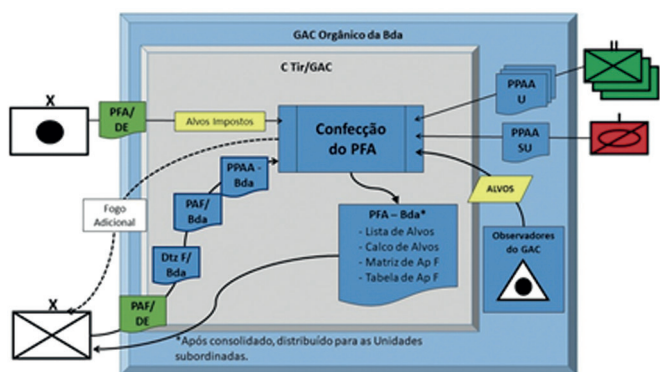 GAC Orgânico da Bda
C Tir/GAC
X
PFA/
DE
Alvos Impostos
Confecção
do PFA
PPAA
U
II
PPAA
SU
I
ALVOS
Observadores
do GAC
PPAA -
Bda
PAF/
Bda
Dtz F/
Bda
PAF/
DE
Fogo
Adicional
X
PFA – Bda*
- Lista de Alvos
- Calco de Alvos
- Matriz de Ap F
- Tabela de Ap F
*Após consolidado, distribuído para as Unidades
subordinadas.